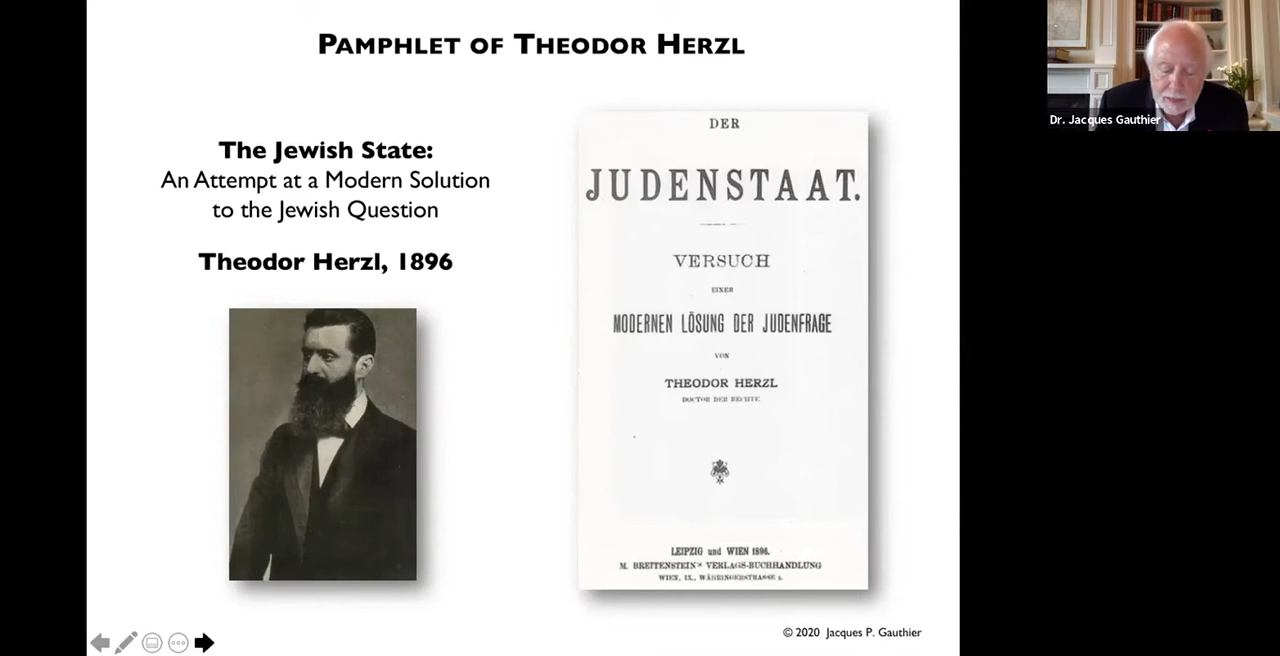 PAMPHLET OF THEODOR HERZL
The Jewish State:
An Attempt at a Modern Solution
to the Jewish Question
Theodor Herzl, 1896
DER
JUDENSTAAT.
VERSUCH
EINER
MODERNEN LÖSUNG DER JUDENFRAGE
VON
THEODOR HERZL
DOCTOR DER RECHTE.
LEIPZIG und WIEN 1896.
M. BREITENSTEIN'S VERLAGS-BUCHHANDLUNG
WIEN, IX., WÄHRINGERSTRASSE 5.
© 2020 Jacques P. Gauthier
Dr. Jacques Gauthier